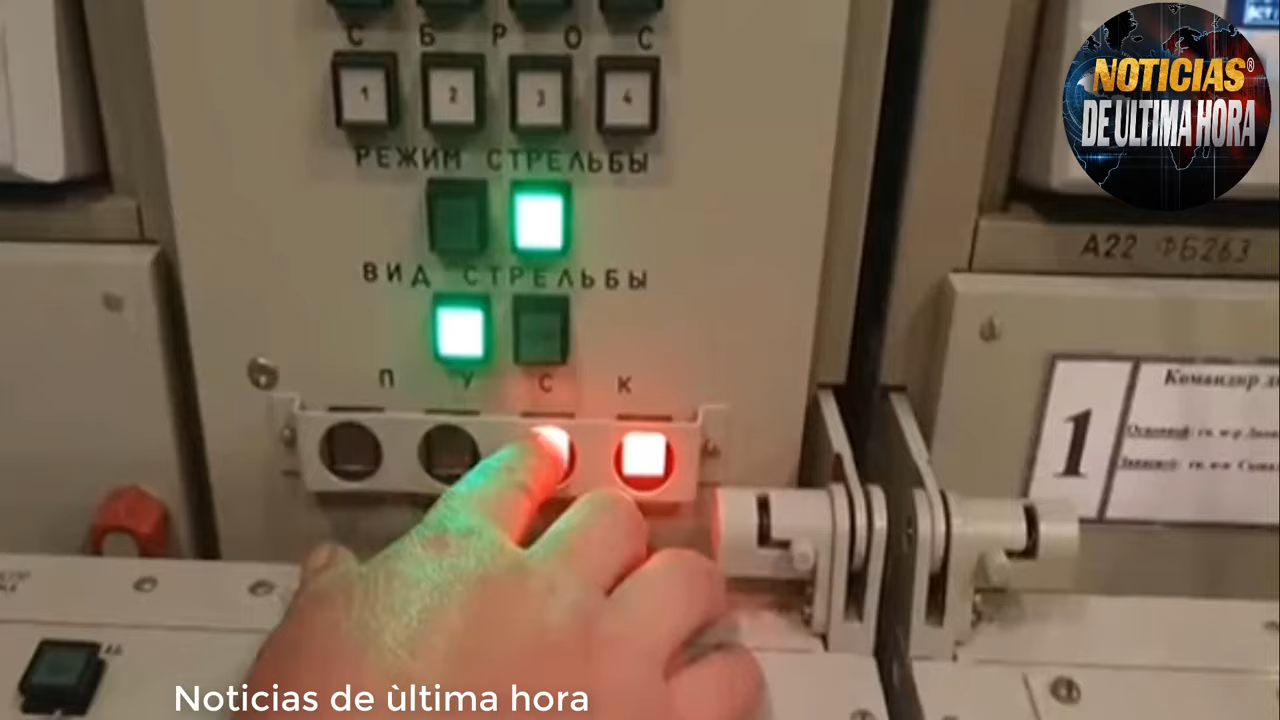 С Б Р О С
1 2 3 4
РЕЖИМ СТРЕЛЬБЫ
ВИД СТРЕЛЬБЫ
П У С К
NOTICIAS®
DE ULTIMA HORA
А22 ФБ263
1
Командир
Noticias de ùltima hora